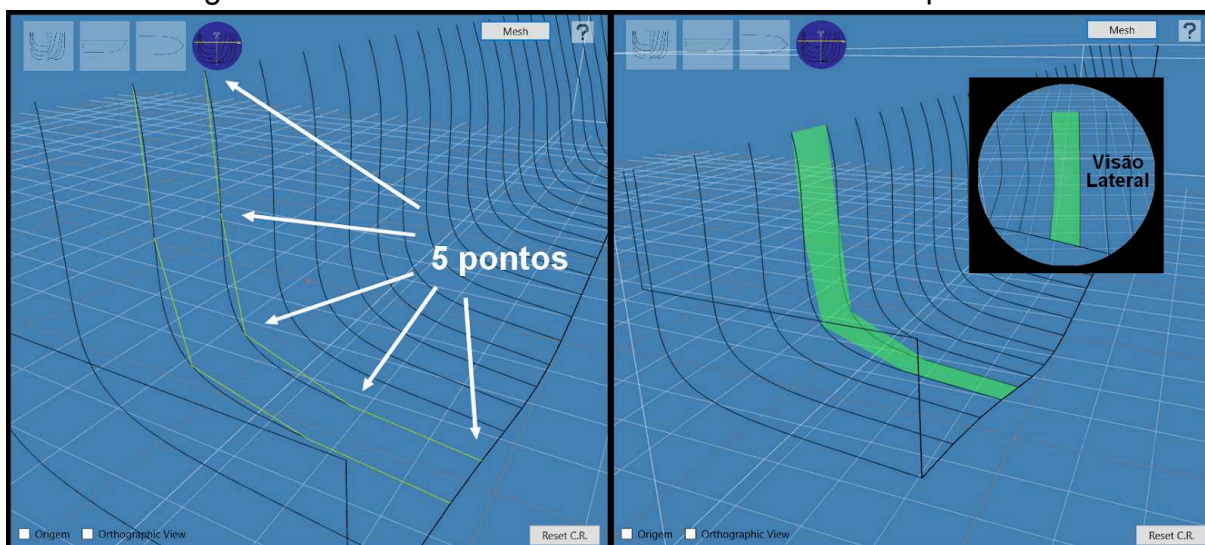 Mesh
?
5 pontos
Origem
Orthographic View
Reset C.R.
Mesh
?
Visão
Lateral
Origem
Orthographic View
Reset C.R.